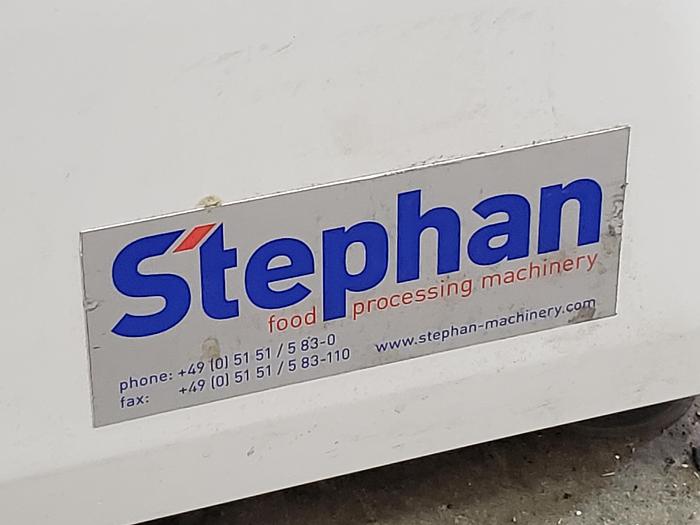 Stephan
food processing machinery
phone: +49 (0) 51 51 / 5 83-0
fax: +49 (0) 51 51 / 5 83-110
www.stephan-machinery.com